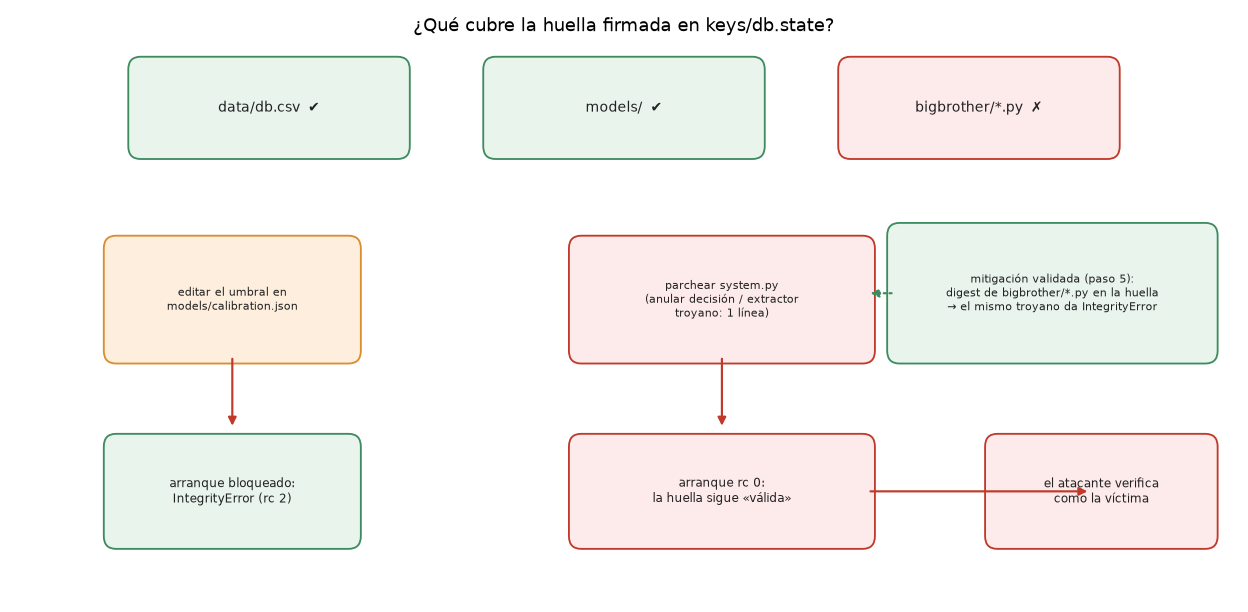 ¿Qué cubre la huella firmada en keys/db.state?
data/db.csv ✔
models/ ✔
bigbrother/*.py ✗
editar el umbral en
models/calibration.json
parchear system.py
(anular decisión / extractor
troyano: 1 línea)
mitigación validada (paso 5):
digest de bigbrother/*.py en la huella
→ el mismo troyano da IntegrityError
arranque bloqueado:
IntegrityError (rc 2)
arranque rc 0:
la huella sigue «válida»
el atacante verifica
como la víctima